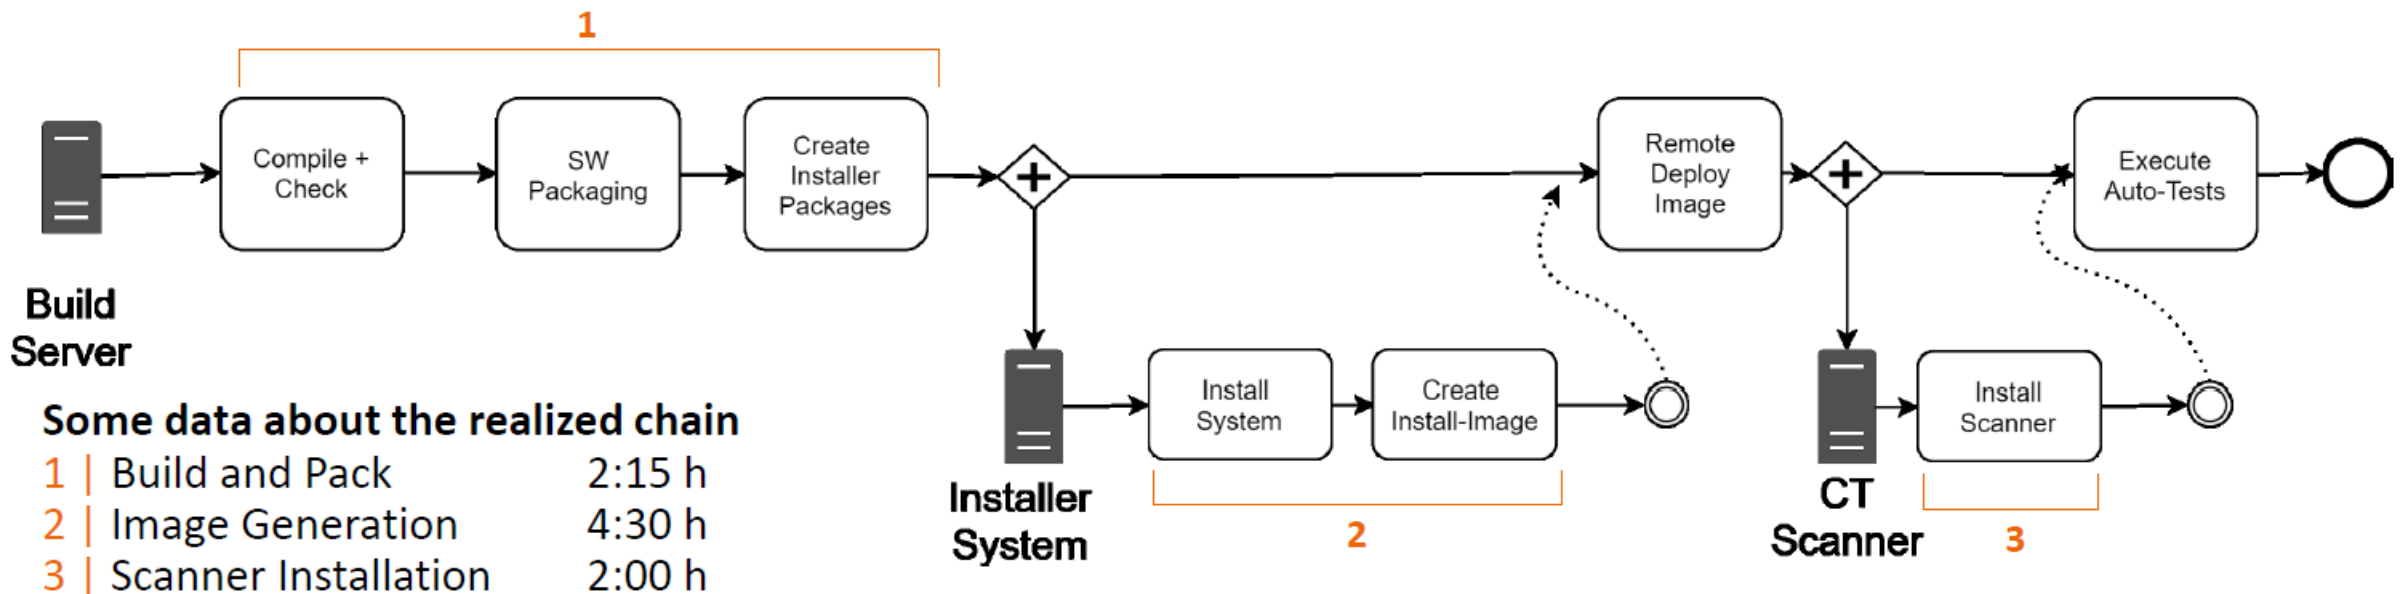 1
Compile +
Check
SW
Packaging
Create
Installer
Packages
Remote
Deploy
Image
Execute
Auto-Tests
Build
Server
Install
System
Create
Install-Image
Install
Scanner
Installer
System
2
CT
Scanner
3
Some data about the realized chain
1 | Build and Pack 2:15 h
2 | Image Generation 4:30 h
3 | Scanner Installation 2:00 h